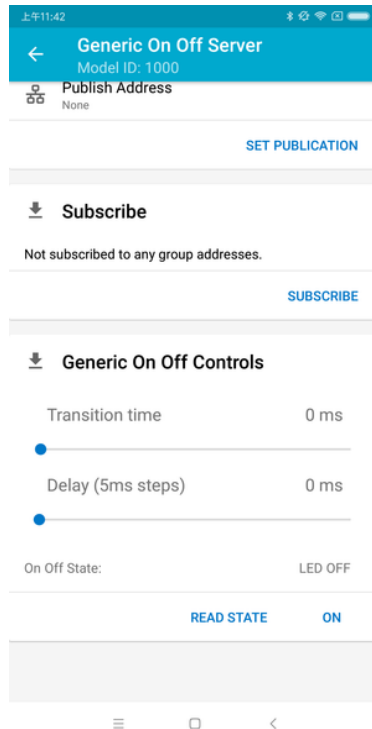 上午11:42
Generic On Off Server
Model ID: 1000
Publish Address
None
SET PUBLICATION
Subscribe
Not subscribed to any group addresses.
SUBSCRIBE
Generic On Off Controls
Transition time 0 ms
Delay (5ms steps) 0 ms
On Off State: LED OFF
READ STATE ON